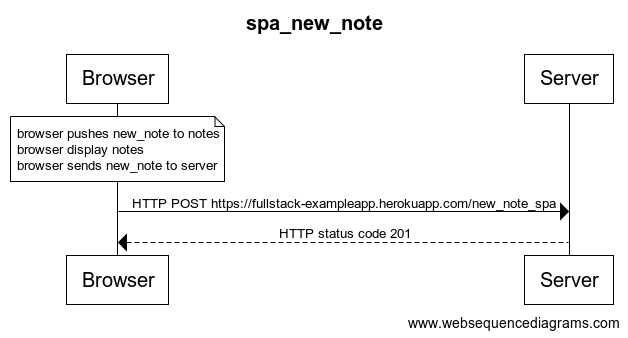 spa_new_note
Browser
Server
browser pushes new_note to notes
browser display notes
browser sends new_note to server
HTTP POST https://fullstack-exampleapp.herokuapp.com/new_note_spa
HTTP status code 201
Browser
Server
www.websequencediagrams.com